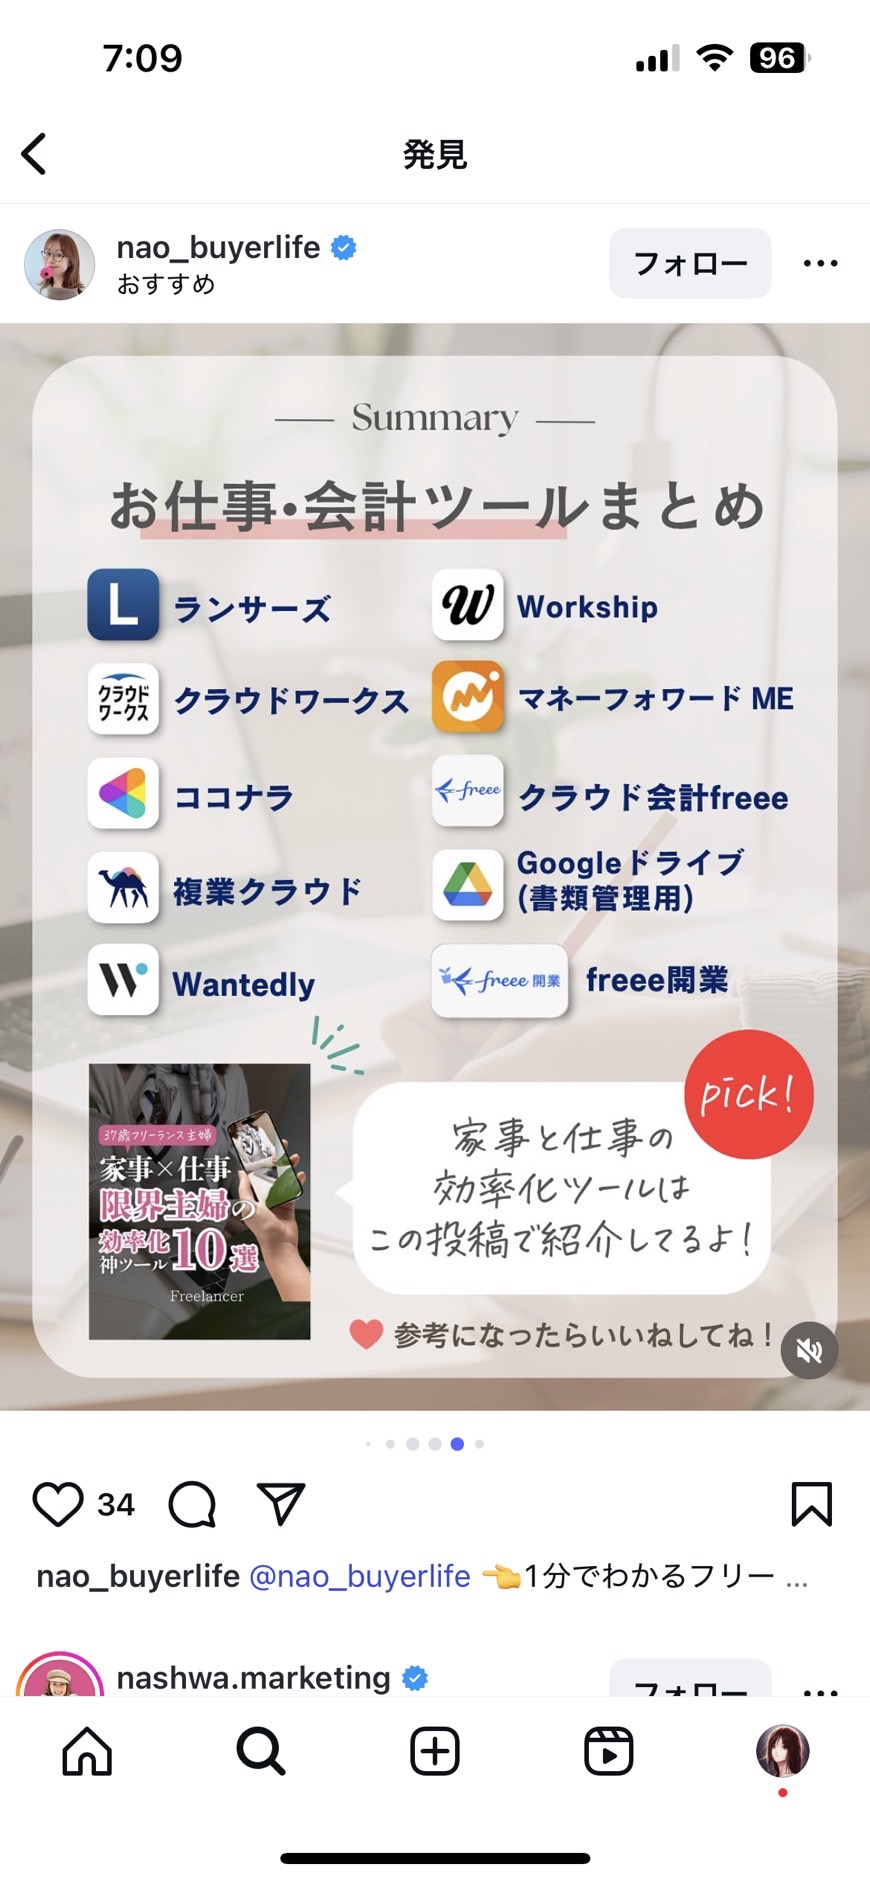 7:09
96
発見
nao_buyerlife
おすすめ
フォロー
Summary
お仕事・会計ツールまとめ
L
ランサーズ
W
Workship
クラウド
ワークス
クラウドワークス
マネーフォワード ME
ココナラ
freee
クラウド会計freee
複業クラウド
Googleドライブ
(書類管理用)
W
Wantedly
freee 開業
freee開業
37歳フリーランス主婦
家事×仕事
限界主婦の
効率化
神ツール10選
Freelancer
pick!
家事と仕事の
効率化ツールは
この投稿で紹介してるよ!
参考になったらいいねしてね!
34
nao_buyerlife @nao_buyerlife 👈1分でわかるフリー ...
nashwa.marketing
フォロー